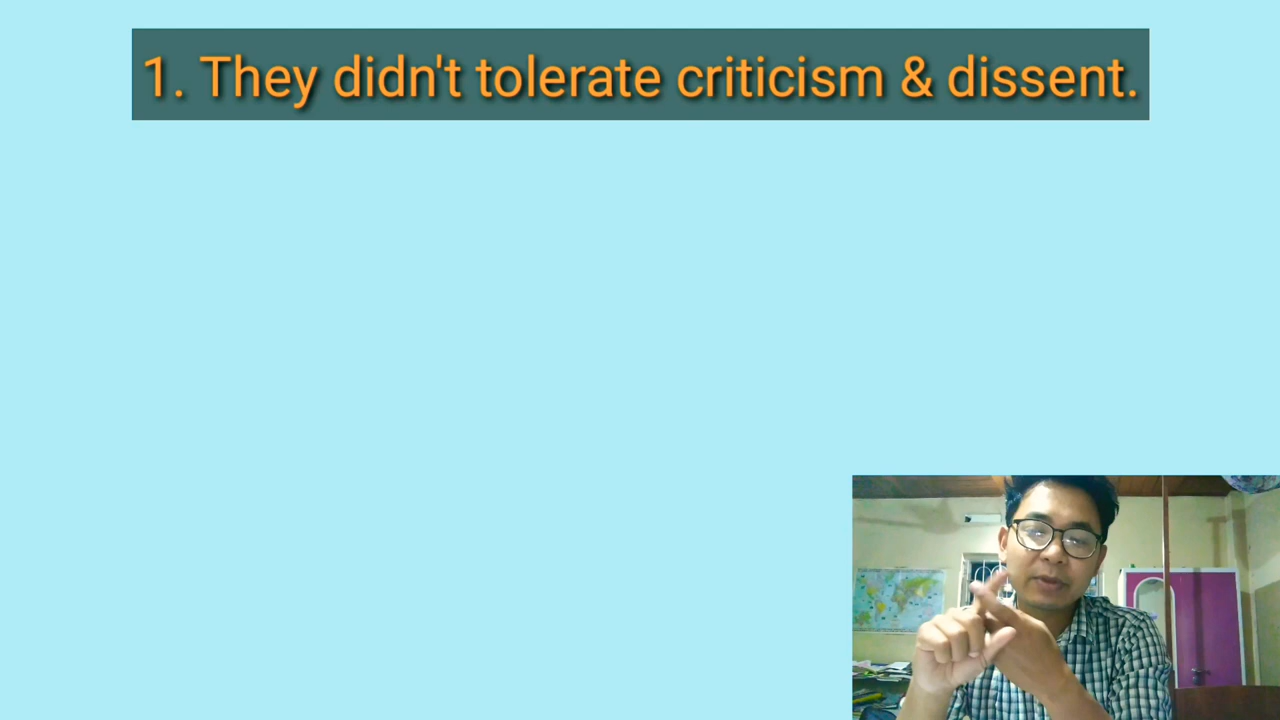 1. They didn't tolerate criticism & dissent.